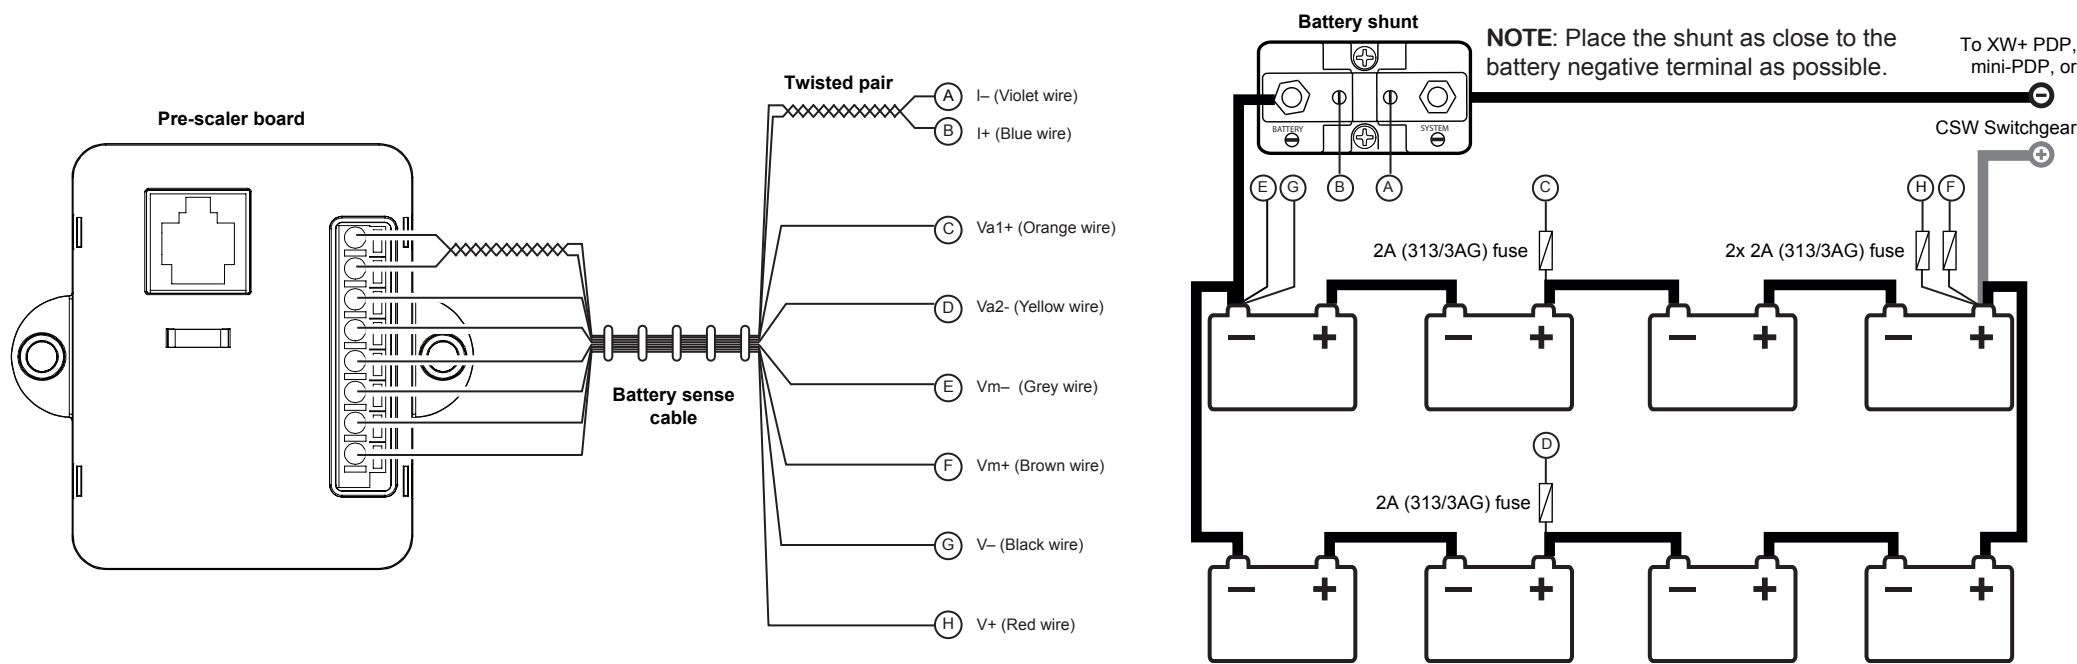 Pre-scaler board
Twisted pair
A I– (Violet wire)
B I+ (Blue wire)
C Va1+ (Orange wire)
D Va2- (Yellow wire)
E Vm– (Grey wire)
F Vm+ (Brown wire)
G V– (Black wire)
H V+ (Red wire)
Battery sense
cable
Battery shunt
NOTE: Place the shunt as close to the
battery negative terminal as possible.
To XW+ PDP,
mini-PDP, or
CSW Switchgear
BATTERY
SYSTEM
E G B A C H F
2A (313/3AG) fuse
2x 2A (313/3AG) fuse
– + – + – + – +
D
2A (313/3AG) fuse
– + – + – + – +